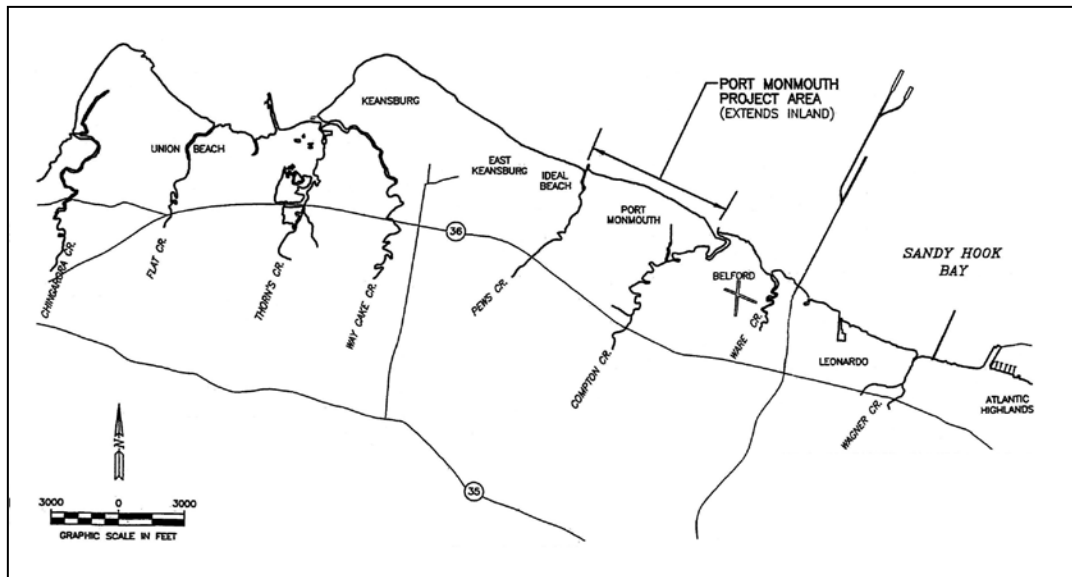 KEANSBURG
PORT MONMOUTH
PROJECT AREA
(EXTENDS INLAND)
UNION BEACH
EAST
KEANSBURG
IDEAL
BEACH
PORT
MONMOUTH
36
SANDY HOOK
BAY
BELFORD
CHINGARORA CR.
FLAT CR.
THORN'S CR.
WAY CAKE CR.
PEWS CR.
COMPTON CR.
WARE CR.
LEONARDO
WAGNER CR.
ATLANTIC
HIGHLANDS
N
35
3000 0 3000
GRAPHIC SCALE IN FEET